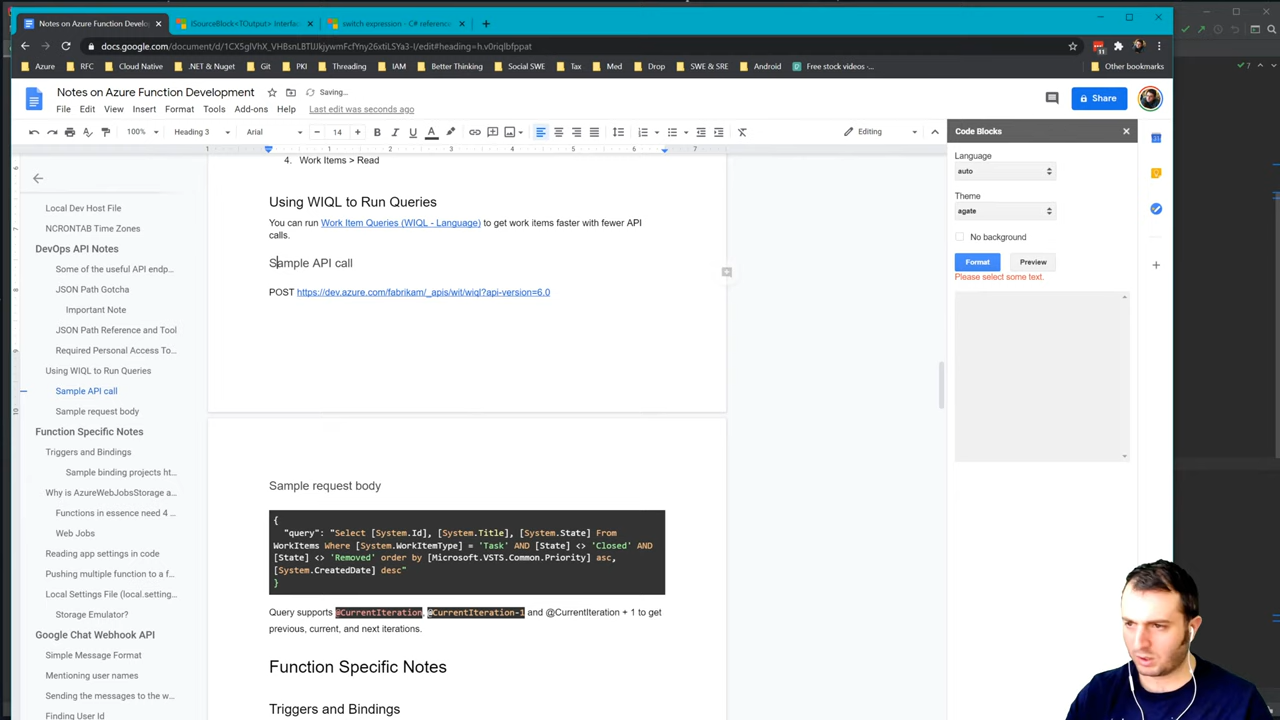 Notes on Azure Function Develo
ISourceBlock<TOutput> Interfa
switch expression - C# reference
docs.google.com/document/d/
Azure
RFC
Cloud Native
.NET & Nuget
Git
PKI
Threading
IAM
Better Thinking
Social SWE
Tax
Med
Drop
SWE & SRE
Android
Free stock videos - ...
Other bookmarks
Notes on Azure Function Development
Saving...
File Edit View Insert Format Tools Add-ons Help Last edit was seconds ago
Share
100%
Heading 3
Arial
14
Editing
Code Blocks
Language
auto
Theme
agate
No background
Format
Preview
Please select some text.
Local Dev Host File
NCRONTAB Time Zones
DevOps API Notes
Some of the useful API endp...
JSON Path Gotcha
Important Note
JSON Path Reference and Tool
Required Personal Access To...
Using WIQL to Run Queries
Sample API call
Sample request body
Function Specific Notes
Triggers and Bindings
Sample binding projects ht...
Why is AzureWebJobsStorage a...
Functions in essence need 4 ...
Web Jobs
Reading app settings in code
Pushing multiple function to a f...
Local Settings File (local.setting...
Storage Emulator?
Google Chat Webhook API
Simple Message Format
Mentioning user names
Sending the messages to the w...
Finding User Id
4. Work Items > Read
Using WIQL to Run Queries
You can run Work Item Queries (WIQL - Language) to get work items faster with fewer API
calls.
Sample API call
POST https://dev.azure.com/fabrikam/_apis/wit/wiql?api-version=6.0
Sample request body
{
"query": "Select [System.Id], [System.Title], [System.State] From
WorkItems Where [System.WorkItemType] = 'Task' AND [State] <> 'Closed' AND
[State] <> 'Removed' order by [Microsoft.VSTS.Common.Priority] asc,
[System.CreatedDate] desc"
}
Query supports @CurrentIteration, @CurrentIteration-1 and @CurrentIteration + 1 to get
previous, current, and next iterations.
Function Specific Notes
Triggers and Bindings